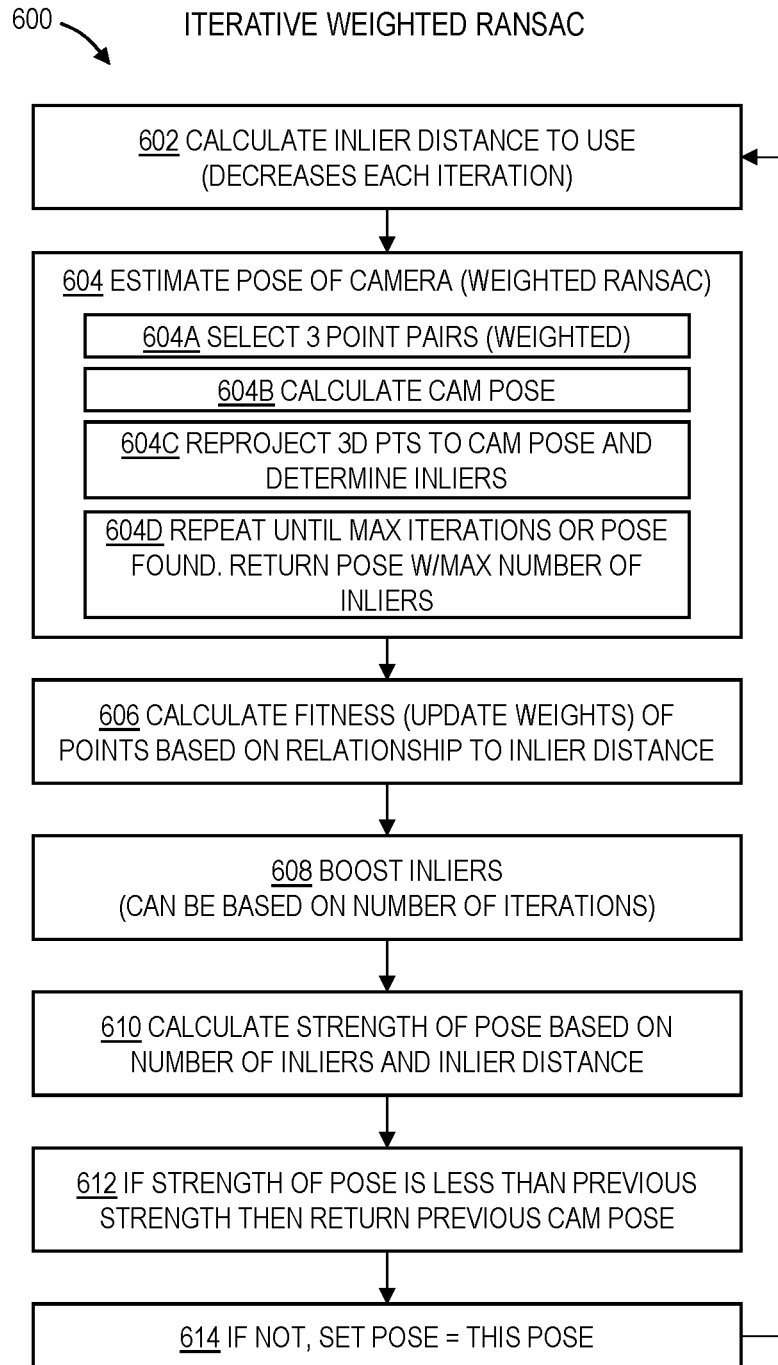 600
ITERATIVE WEIGHTED RANSAC
602 CALCULATE INLIER DISTANCE TO USE
(DECREASES EACH ITERATION)
604 ESTIMATE POSE OF CAMERA (WEIGHTED RANSAC)
604A SELECT 3 POINT PAIRS (WEIGHTED)
604B CALCULATE CAM POSE
604C REPROJECT 3D PTS TO CAM POSE AND
DETERMINE INLIERS
604D REPEAT UNTIL MAX ITERATIONS OR POSE
FOUND. RETURN POSE W/MAX NUMBER OF
INLIERS
606 CALCULATE FITNESS (UPDATE WEIGHTS) OF
POINTS BASED ON RELATIONSHIP TO INLIER DISTANCE
608 BOOST INLIERS
(CAN BE BASED ON NUMBER OF ITERATIONS)
610 CALCULATE STRENGTH OF POSE BASED ON
NUMBER OF INLIERS AND INLIER DISTANCE
612 IF STRENGTH OF POSE IS LESS THAN PREVIOUS
STRENGTH THEN RETURN PREVIOUS CAM POSE
614 IF NOT, SET POSE = THIS POSE